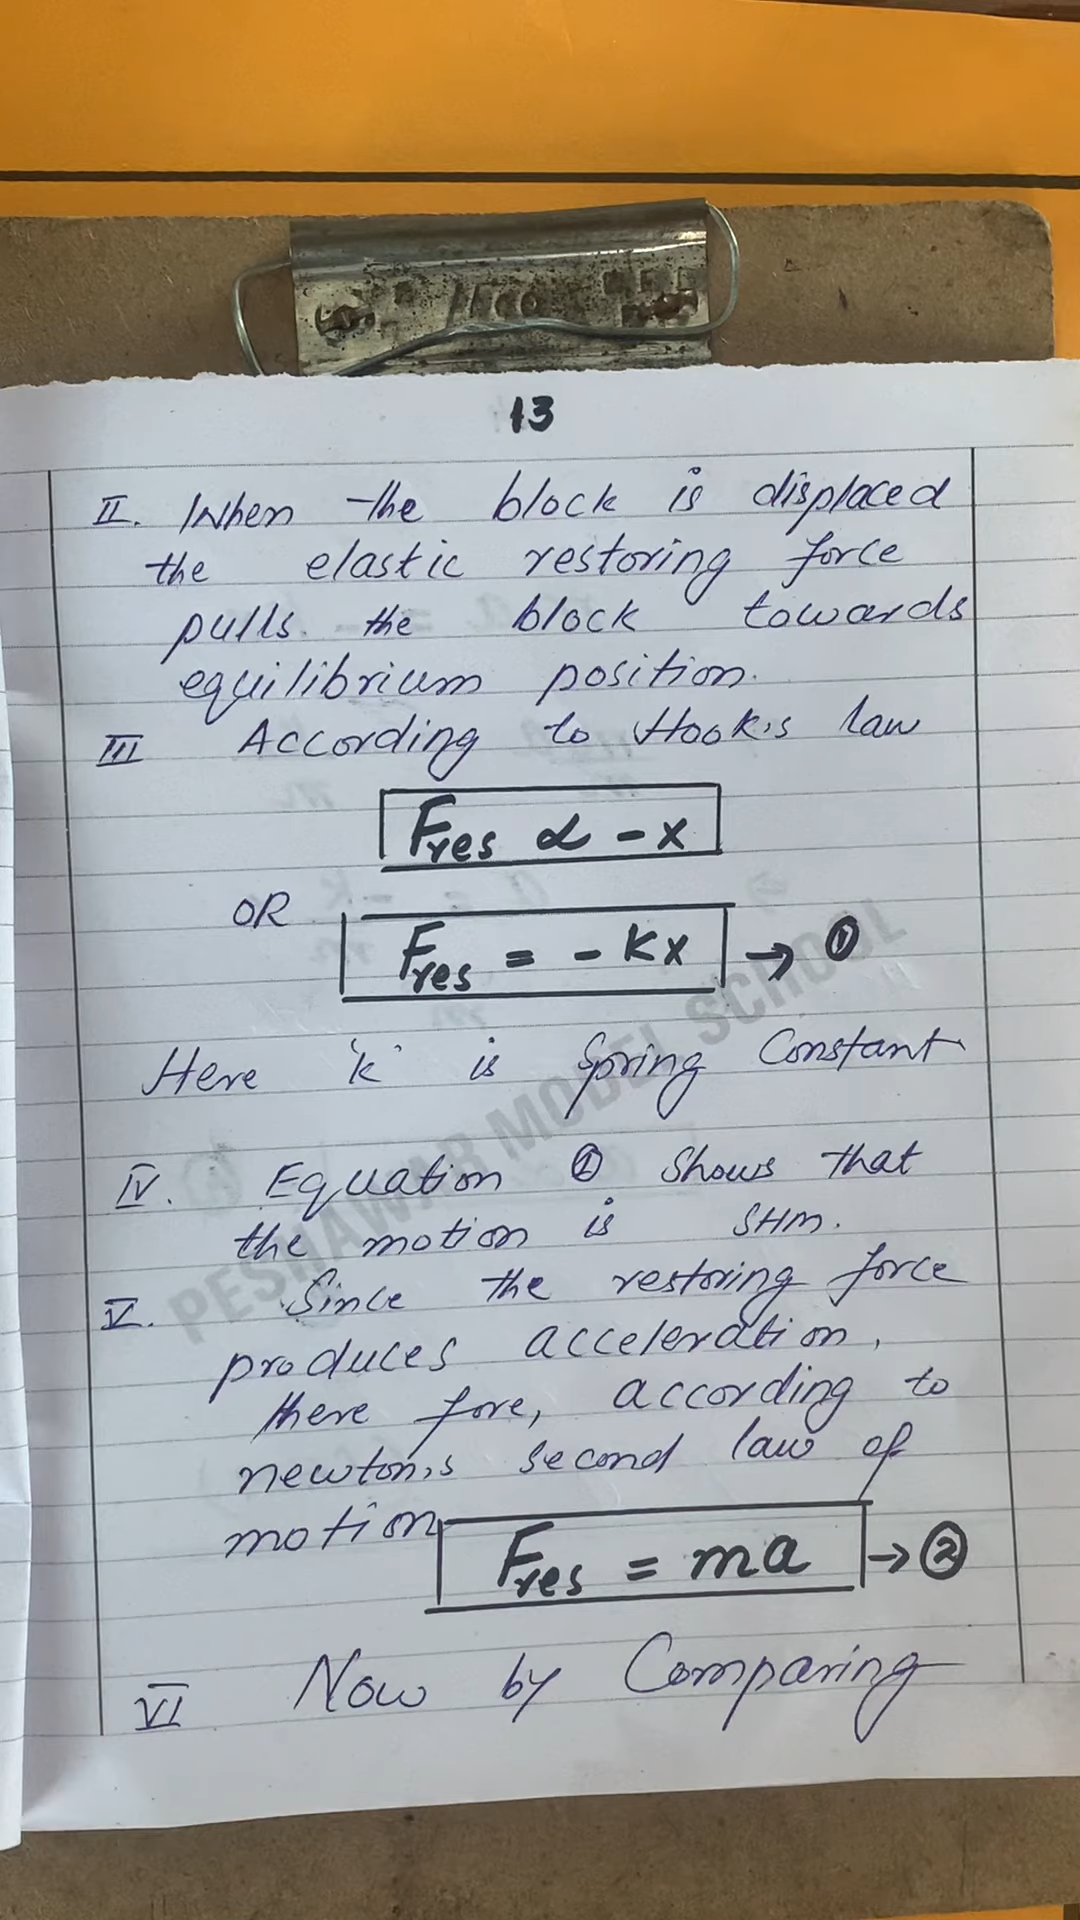 13
II. When the block is displaced
the elastic restoring force
pulls the block towards
equilibrium position.
III According to Hook,s law
Fres α -x
OR
Fres = - Kx → ①
Here 'k' is Spring Constant
IV. Equation ① Shows that
the motion is SHM.
V. Since the restoring force
produces acceleration,
there fore, according to
newton,s second law of
motion
Fres = ma → ②
VI Now by Comparing
PESHAWAR MODEL SCHOOL